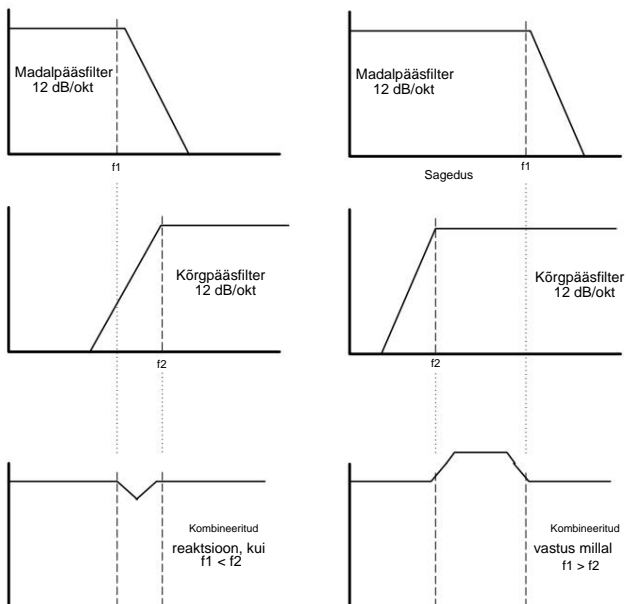 Madalpääsfilter
12 dB/okt
f1
Madalpääsfilter
12 dB/okt
f1
Sagedus
Kõrgpääsfilter
12 dB/okt
f2
Kõrgpääsfilter
12 dB/okt
f2
Kombineeritud
reaktsioon, kui
f1 < f2
Kombineeritud
vastus millal
f1 > f2